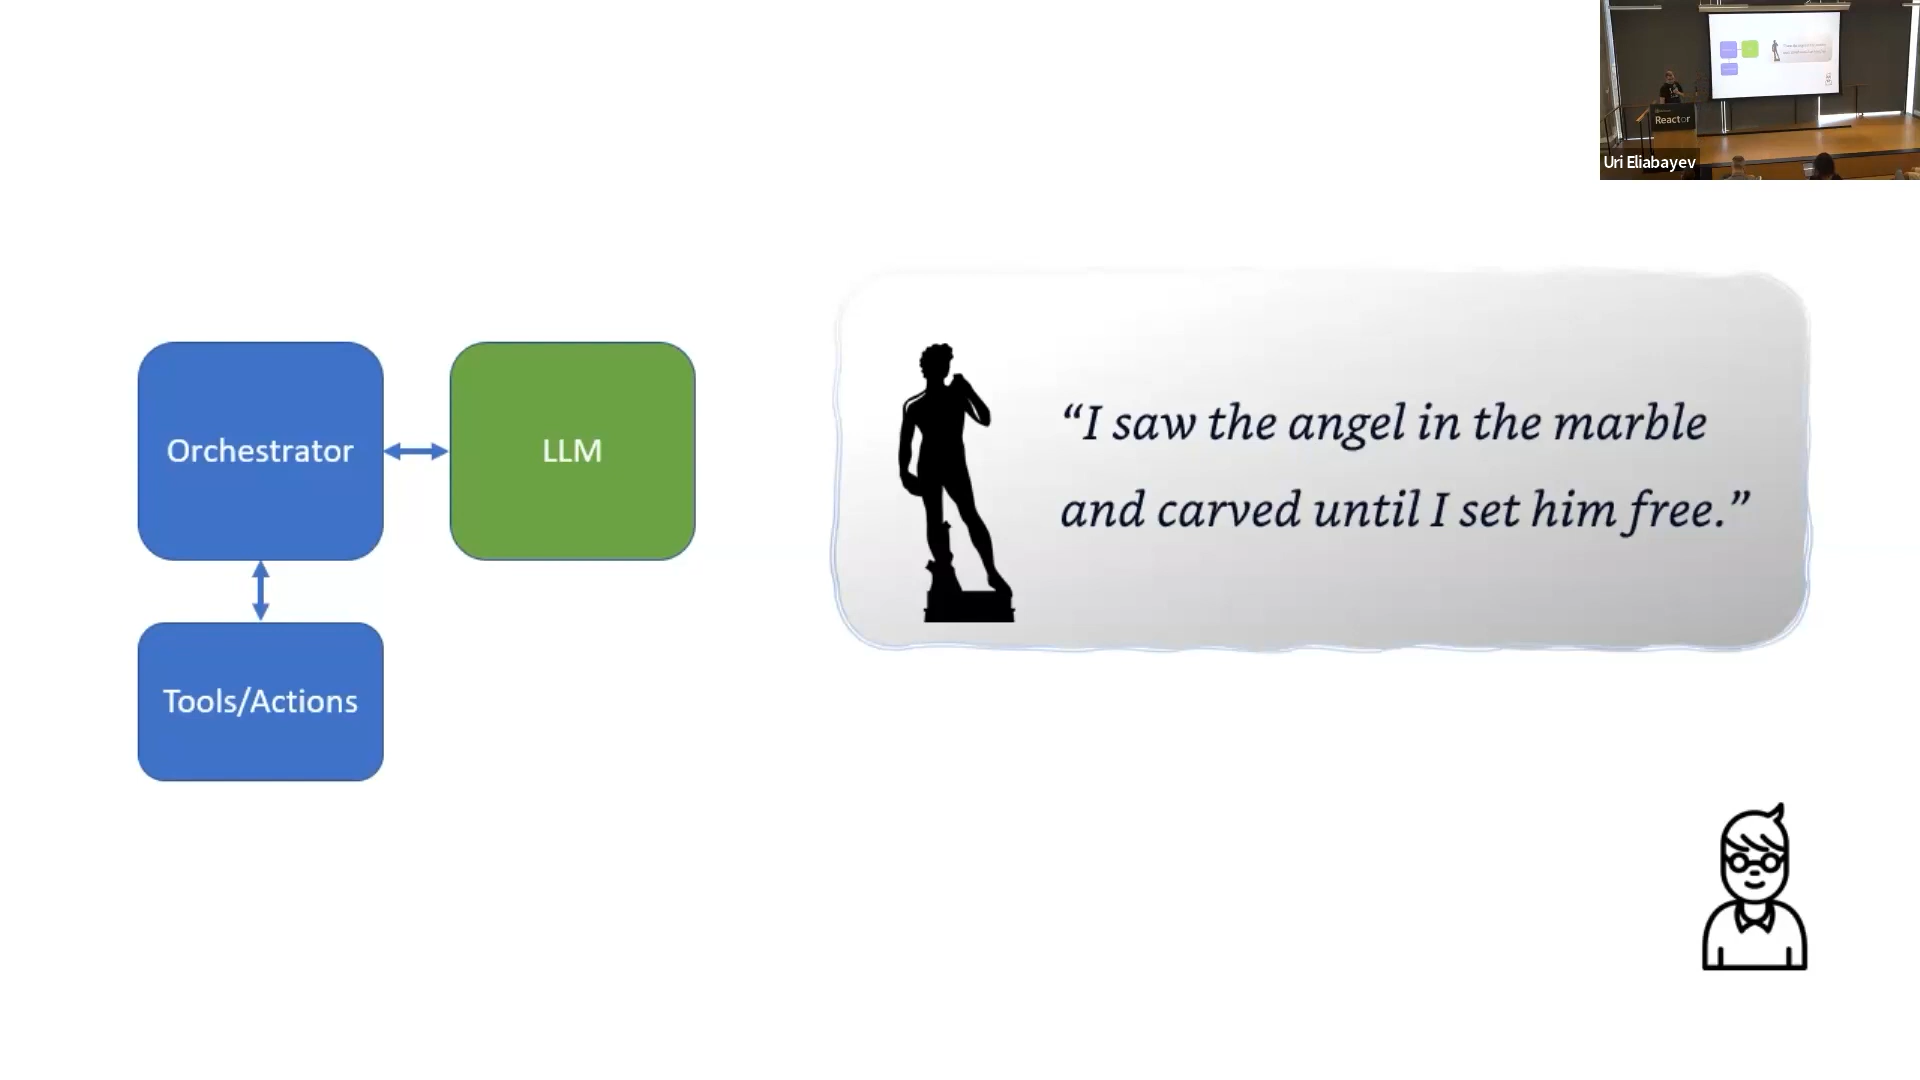 Reactor
Uri Eliabayev
Orchestrator
LLM
Tools/Actions
“I saw the angel in the marble
and carved until I set him free.”